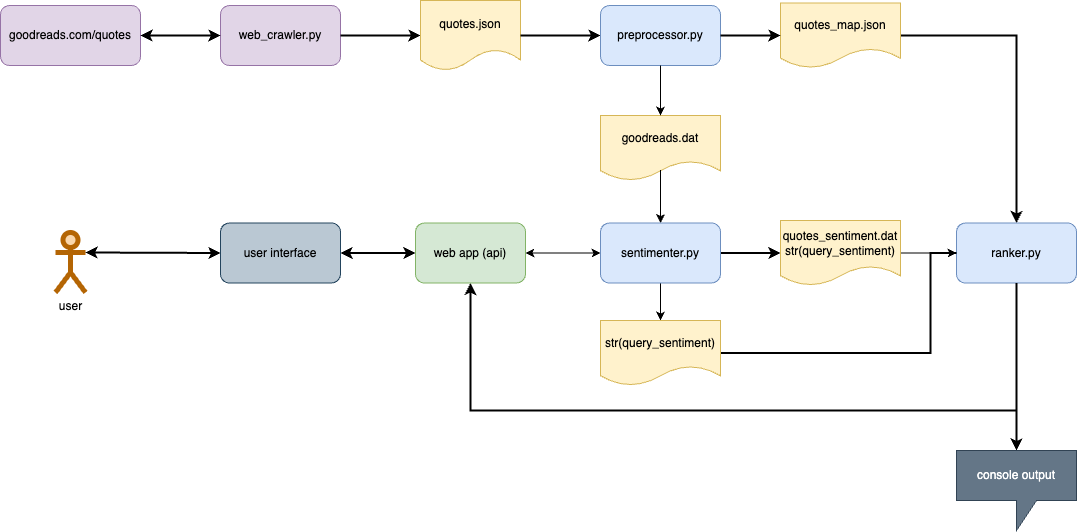 goodreads.com/quotes
web_crawler.py
quotes.json
preprocessor.py
quotes_map.json
goodreads.dat
user
user interface
web app (api)
sentimenter.py
quotes_sentiment.dat
str(query_sentiment)
ranker.py
str(query_sentiment)
console output